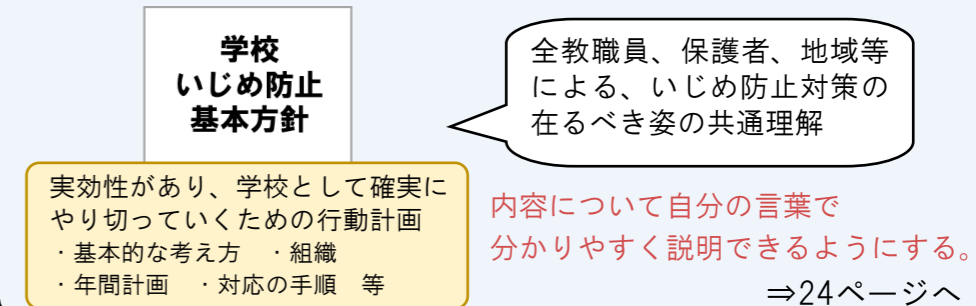 学校
いじめ防止
基本方針
全教職員、保護者、地域等
による、いじめ防止対策の
在るべき姿の共通理解
実効性があり、学校として確実に
やり切っていくための行動計画
・基本的な考え方　・組織
・年間計画　・対応の手順　等
内容について自分の言葉で
分かりやすく説明できるようにする。
⇒24ページへ